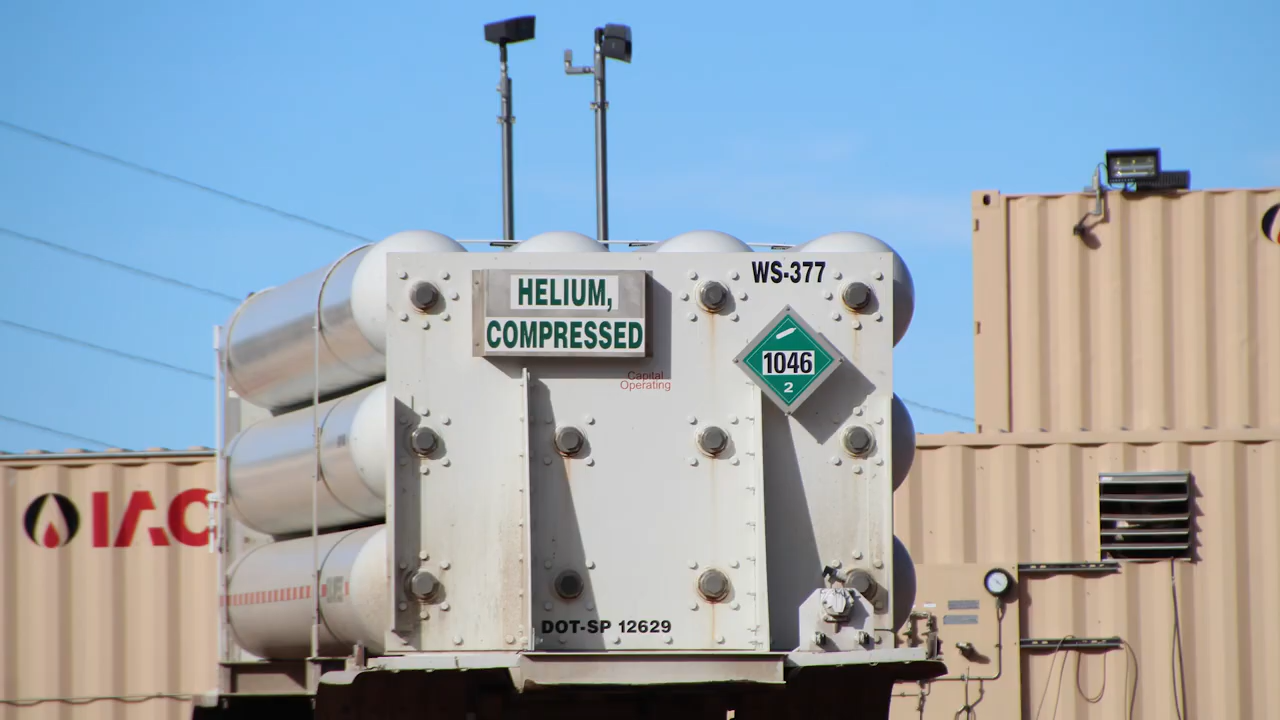 WS-377
HELIUM,
COMPRESSED
1046
2
Capital
Operating
IAC
DOT-SP 12629